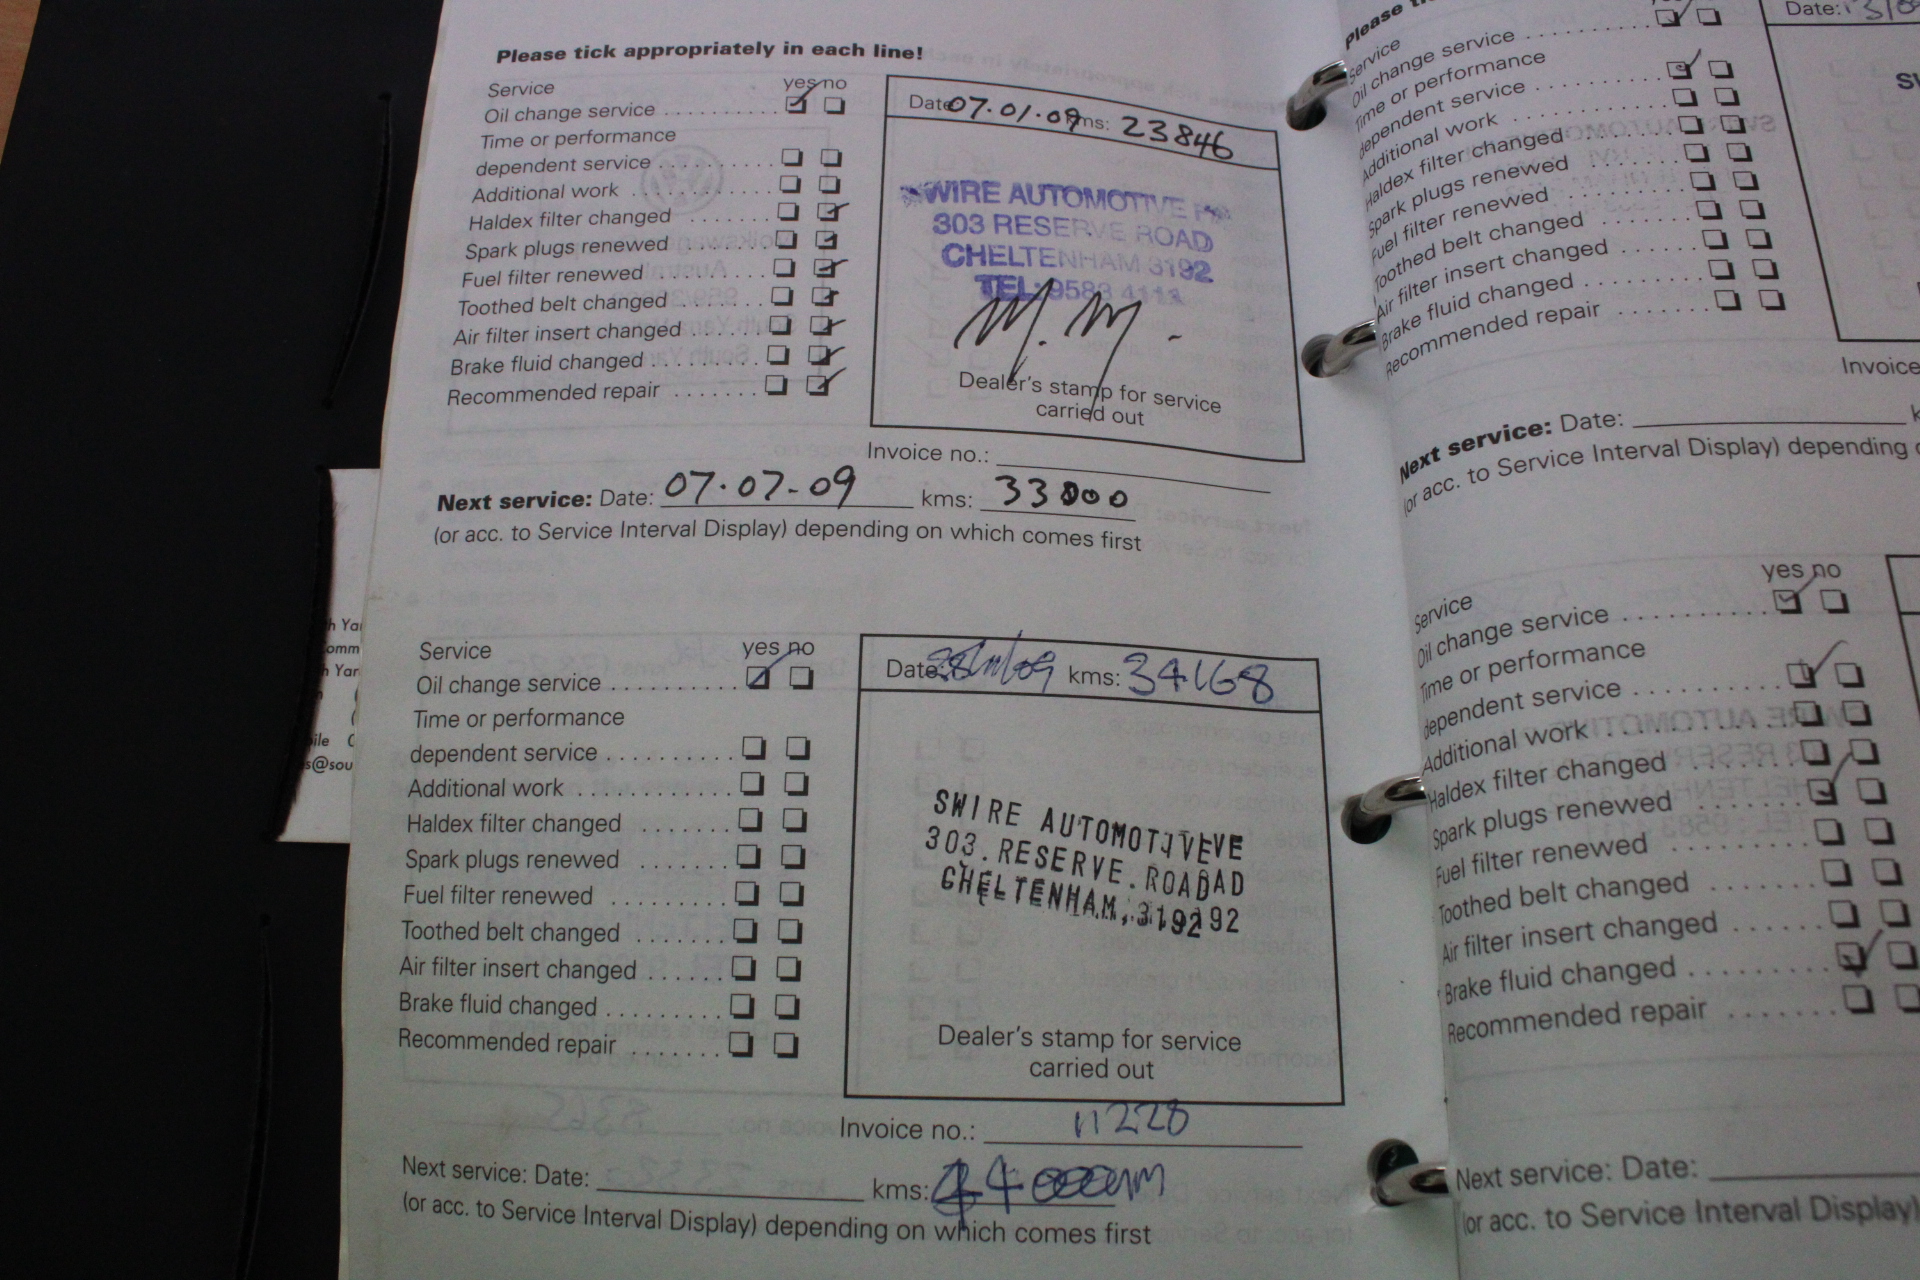 Please tick appropriately in each line!
Service yes no
Oil change service
Time or performance
dependent service
Additional work
Haldex filter changed
Spark plugs renewed
Fuel filter renewed
Toothed belt changed
Air filter insert changed
Brake fluid changed
Recommended repair
Date 07.01.09 kms: 23846
SWIRE AUTOMOTIVE
303 RESERVE ROAD
CHELTENHAM 3192
TEL: 9583 4111
M.M.
Dealer's stamp for service
carried out
Invoice no.:
Next service: Date: 07.07-09 kms: 33000
(or acc. to Service Interval Display) depending on which comes first
Service yes no
Oil change service
Time or performance
dependent service
Additional work
Haldex filter changed
Spark plugs renewed
Fuel filter renewed
Toothed belt changed
Air filter insert changed
Brake fluid changed
Recommended repair
Date: kms: 34168
SWIRE AUTOMOTIVEVE
303.RESERVE.ROADAD
CHELTENHAM,319292
Dealer's stamp for service
carried out
Invoice no.: 11228
Next service: Date: kms:
(or acc. to Service Interval Display) depending on which comes first
Please
Service
Oil change service
Time or performance
dependent service
Additional work
Haldex filter changed
Spark plugs renewed
Fuel filter renewed
Toothed belt changed
Air filter insert changed
Brake fluid changed
Recommended repair
Date:
Invoice
Next service: Date:
(or acc. to Service Interval Display) depending
Service yes no
Oil change service
Time or performance
dependent service
Additional work
Haldex filter changed
Spark plugs renewed
Fuel filter renewed
Toothed belt changed
Air filter insert changed
Brake fluid changed
Recommended repair
Next service: Date:
(or acc. to Service Interval Display)